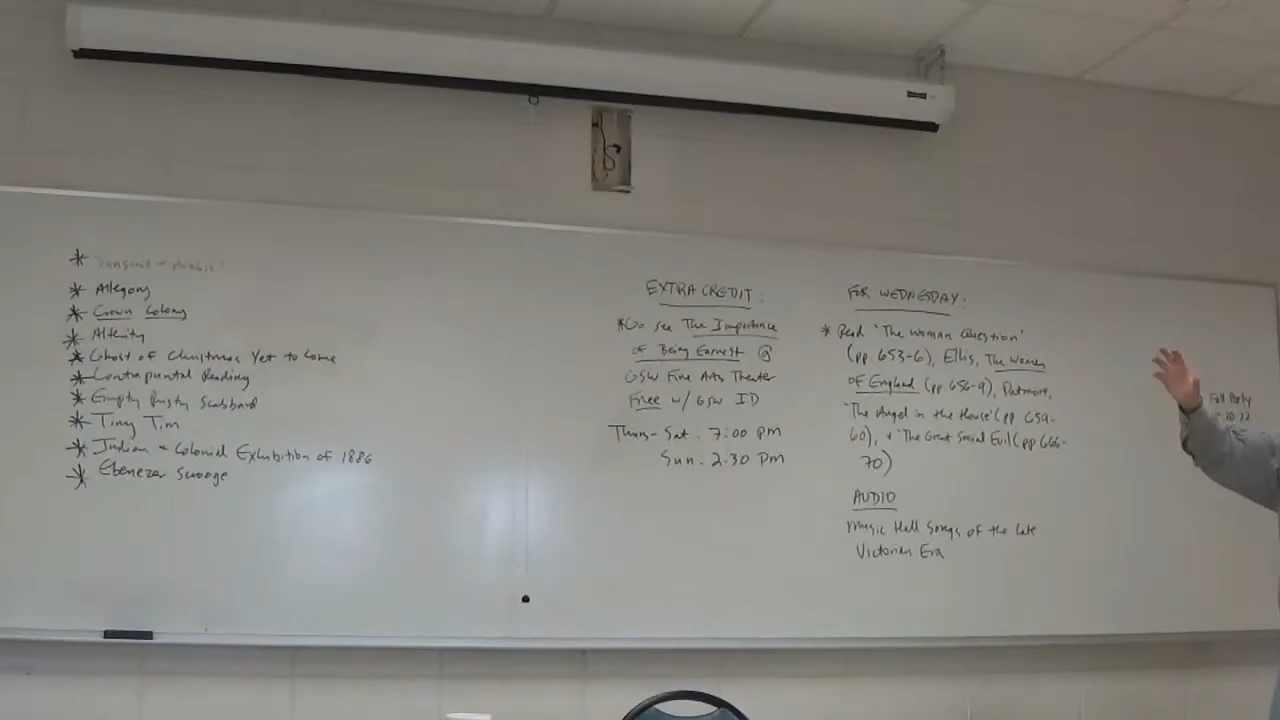 * Allegory
* Crown Colony
* Alterity
* Ghost of Christmas Yet to Come
* Contrapuntal Reading
* Empty Rusty Scabbard
* Tiny Tim
* Indian + Colonial Exhibition of 1886
* Ebenezer Scrooge
EXTRA CREDIT:
*Go see The Importance
of Being Earnest @
GSW Fine Arts Theater
Free w/ GSW ID
Thurs-Sat. 7:00 pm
Sun. 2:30 pm
FOR WEDNESDAY:
* Read 'The Woman Question'
(pp. 653-6), Ellis, The Women
of England (pp. 656-9), Patmore,
'The Angel in the House' (pp. 659-
60), + 'The Great Social Evil' (pp. 666-
70)
AUDIO
Music Hall Songs of the Late
Victorian Era
Fall